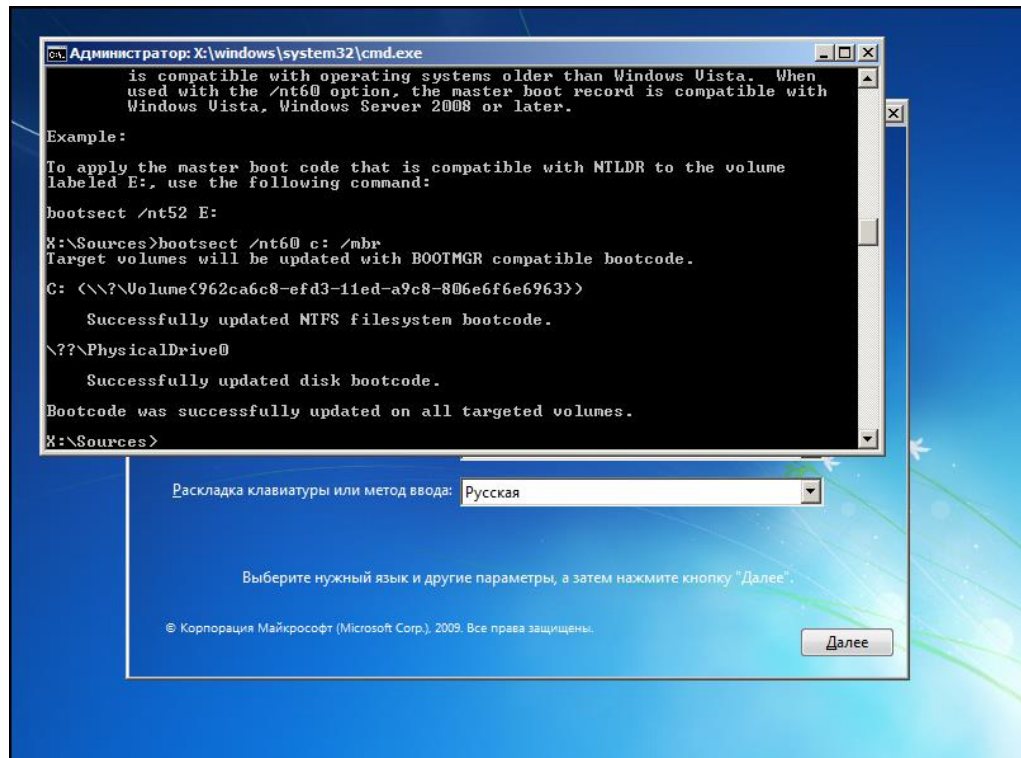 Администратор: X:\windows\system32\cmd.exe
is compatible with operating systems older than Windows Vista.  When
used with the /nt60 option, the master boot record is compatible with
Windows Vista, Windows Server 2008 or later.
Example:
To apply the master boot code that is compatible with NTLDR to the volume
labeled E:, use the following command:
bootsect /nt52 E:
X:\Sources>bootsect /nt60 c: /mbr
Target volumes will be updated with BOOTMGR compatible bootcode.
C: (\\?\Volume{962ca6c8-efd3-11ed-a9c8-806e6f6e6963})
Successfully updated NTFS filesystem bootcode.
\??\PhysicalDrive0
Successfully updated disk bootcode.
Bootcode was successfully updated on all targeted volumes.
X:\Sources>
Раскладка клавиатуры или метод ввода: Русская
Выберите нужный язык и другие параметры, а затем нажмите кнопку "Далее".
© Корпорация Майкрософт (Microsoft Corp.), 2009. Все права защищены.
Далее